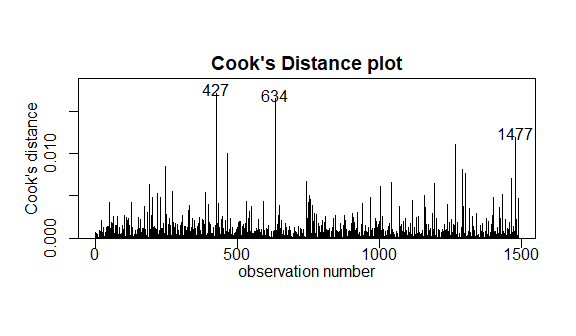 Cook's Distance plot
427
634
1477
Cook's distance
0.010
0.000
0 500 1000 1500
observation number